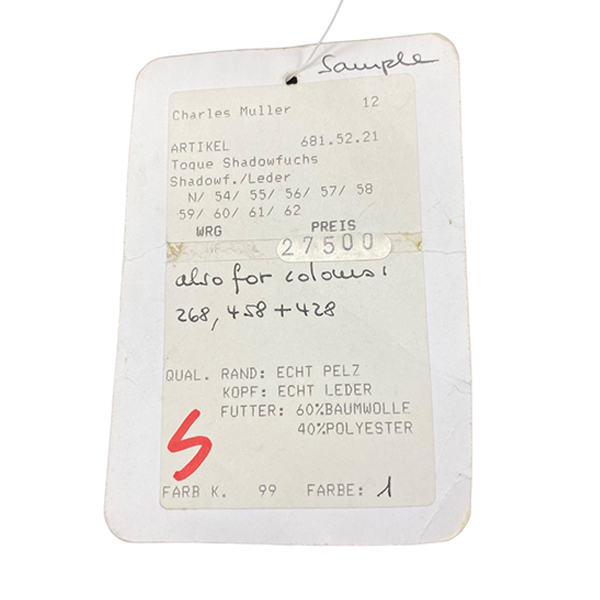 Sample
Charles Muller 12
ARTIKEL 681.52.21
Toque Shadowfuchs
Shadowf./Leder
N/ 54/ 55/ 56/ 57/ 58
59/ 60/ 61/ 62
WRG PREIS
27500
also for colours:
268, 458 + 428
QUAL. RAND: ECHT PELZ
KOPF: ECHT LEDER
FUTTER: 60%BAUMWOLLE
40%POLYESTER
S
FARB K. 99 FARBE: 1